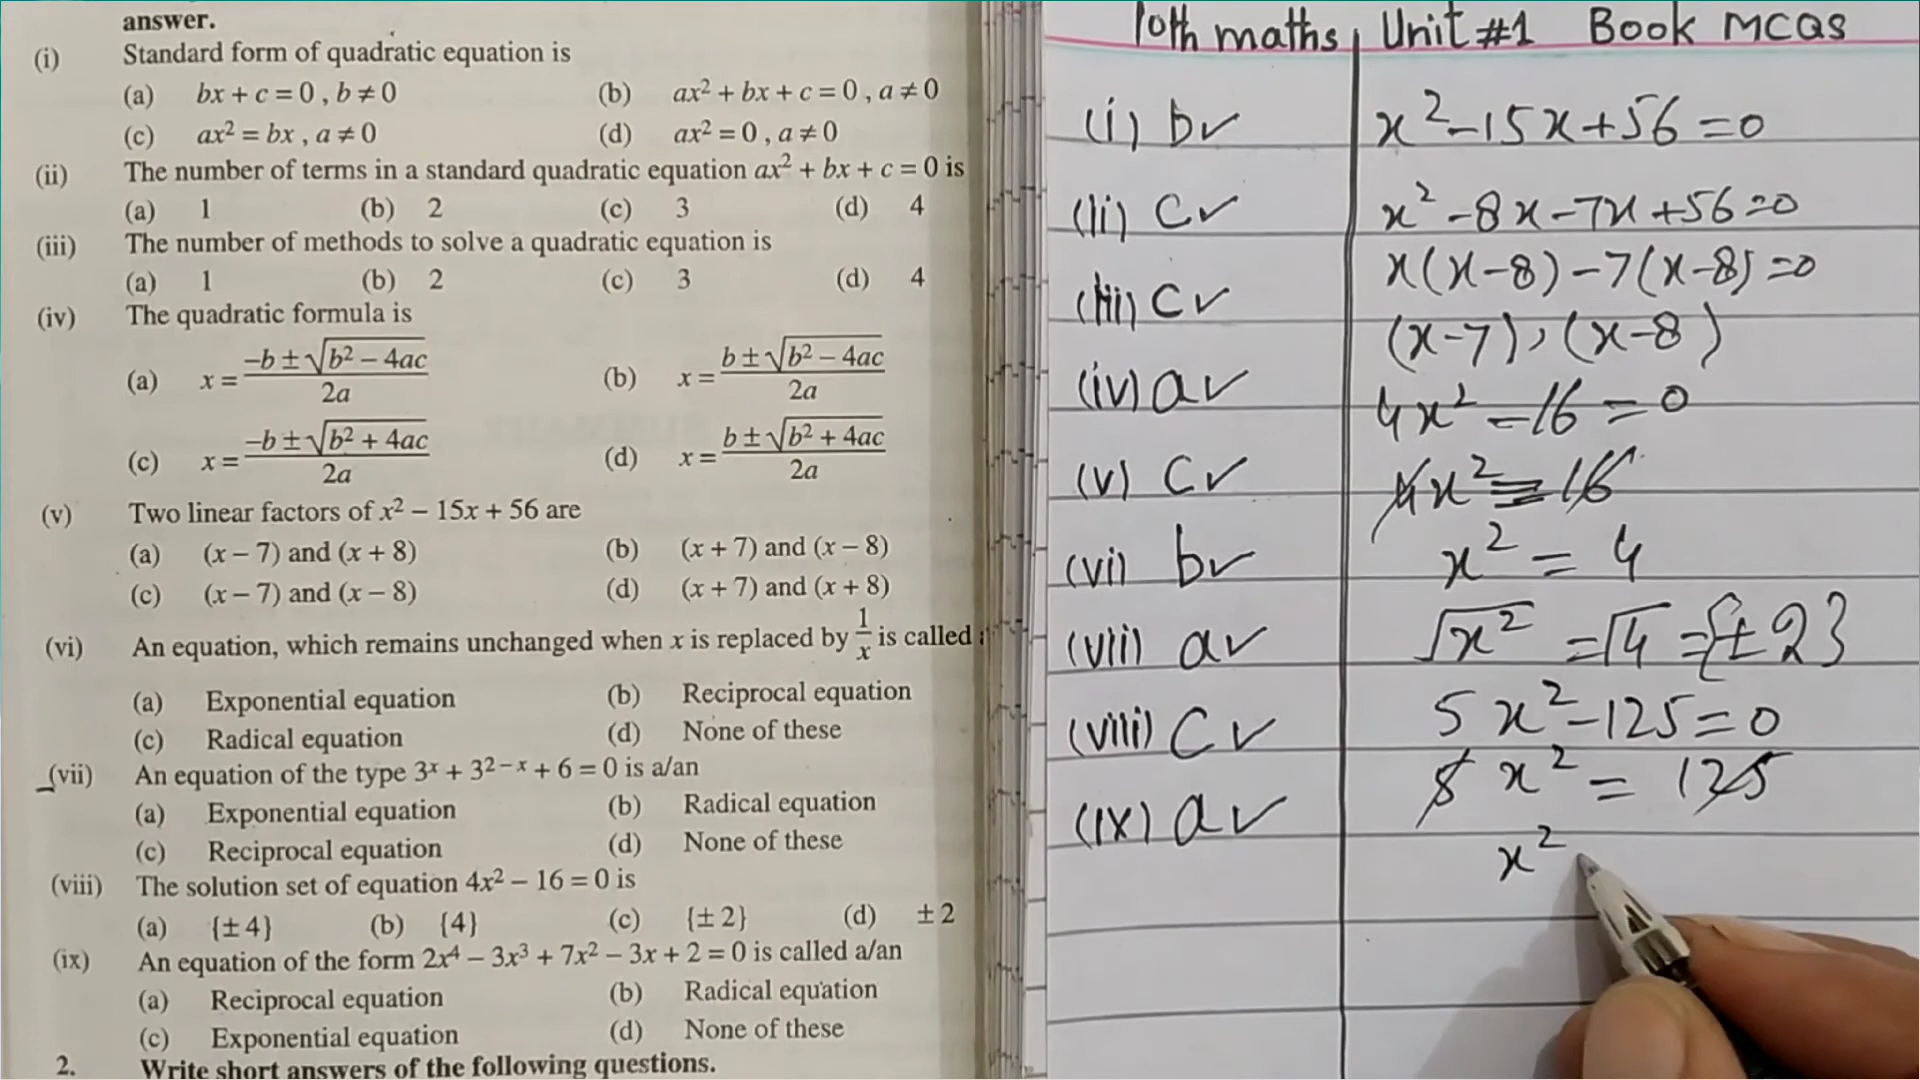 answer.
(i) Standard form of quadratic equation is
(a) bx + c = 0 , b ≠ 0 (b) ax² + bx + c = 0 , a ≠ 0
(c) ax² = bx , a ≠ 0 (d) ax² = 0 , a ≠ 0
(ii) The number of terms in a standard quadratic equation ax² + bx + c = 0 is
(a) 1 (b) 2 (c) 3 (d) 4
(iii) The number of methods to solve a quadratic equation is
(a) 1 (b) 2 (c) 3 (d) 4
(iv) The quadratic formula is
(a) x = (−b ± √(b² − 4ac))/2a (b) x = (b ± √(b² − 4ac))/2a
(c) x = (−b ± √(b² + 4ac))/2a (d) x = (b ± √(b² + 4ac))/2a
(v) Two linear factors of x² − 15x + 56 are
(a) (x − 7) and (x + 8) (b) (x + 7) and (x − 8)
(c) (x − 7) and (x − 8) (d) (x + 7) and (x + 8)
(vi) An equation, which remains unchanged when x is replaced by 1/x is called
(a) Exponential equation (b) Reciprocal equation
(c) Radical equation (d) None of these
(vii) An equation of the type 3ˣ + 3²⁻ˣ + 6 = 0 is a/an
(a) Exponential equation (b) Radical equation
(c) Reciprocal equation (d) None of these
(viii) The solution set of equation 4x² − 16 = 0 is
(a) {± 4} (b) {4} (c) {± 2} (d) ± 2
(ix) An equation of the form 2x⁴ − 3x³ + 7x² − 3x + 2 = 0 is called a/an
(a) Reciprocal equation (b) Radical equation
(c) Exponential equation (d) None of these
2. Write short answers of the following questions.
10th maths, Unit #1 Book MCQS
(i) b✓
(ii) c✓
(iii) c✓
(iv) a✓
(v) c✓
(vi) b✓
(vii) a✓
(viii) c✓
(ix) a✓
x² − 15x + 56 = 0
x² − 8x − 7x + 56 = 0
x(x − 8) − 7(x − 8) = 0
(x − 7), (x − 8)
4x² − 16 = 0
4x² = 16
x² = 4
√x² = √4 = {± 2}
5x² − 125 = 0
5x² = 125
x²